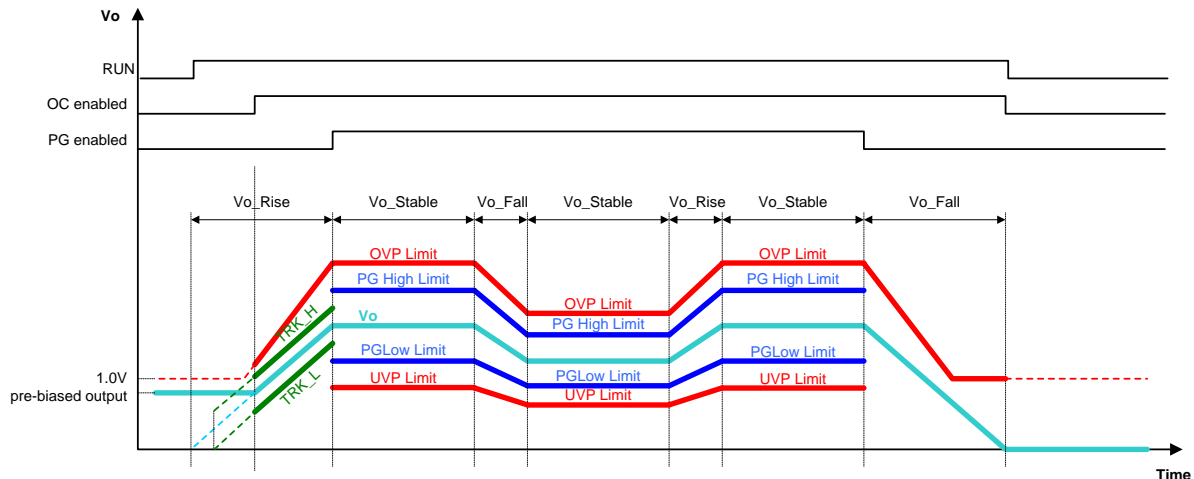 Vo
RUN
OC enabled
PG enabled
Vo_Rise
Vo_Stable
Vo_Fall
Vo_Stable
Vo_Rise
Vo_Stable
Vo_Fall
OVP Limit
OVP Limit
PG High Limit
PG High Limit
OVP Limit
TRK_H
Vo
PG High Limit
PGLow Limit
PGLow Limit
1.0V
TRK_L
UVP Limit
PGLow Limit
UVP Limit
pre-biased output
UVP Limit
Time